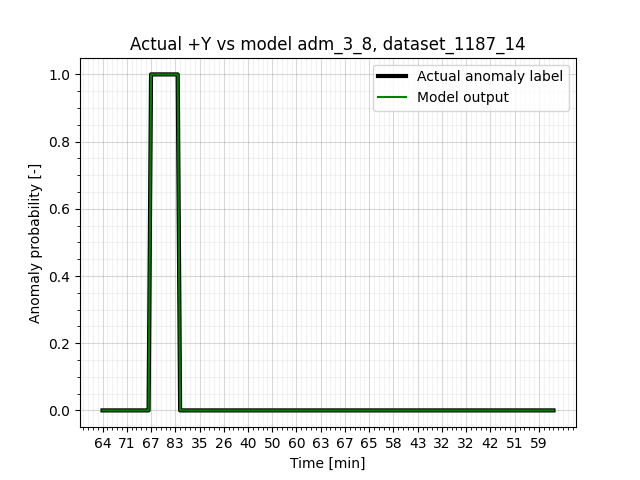 Actual +Y vs model adm_3_8, dataset_1187_14
Actual anomaly label
Model output
Anomaly probability [-]
1.0
0.8
0.6
0.4
0.2
0.0
64 71 67 83 35 26 40 50 60 63 67 65 58 43 32 32 42 51 59
Time [min]